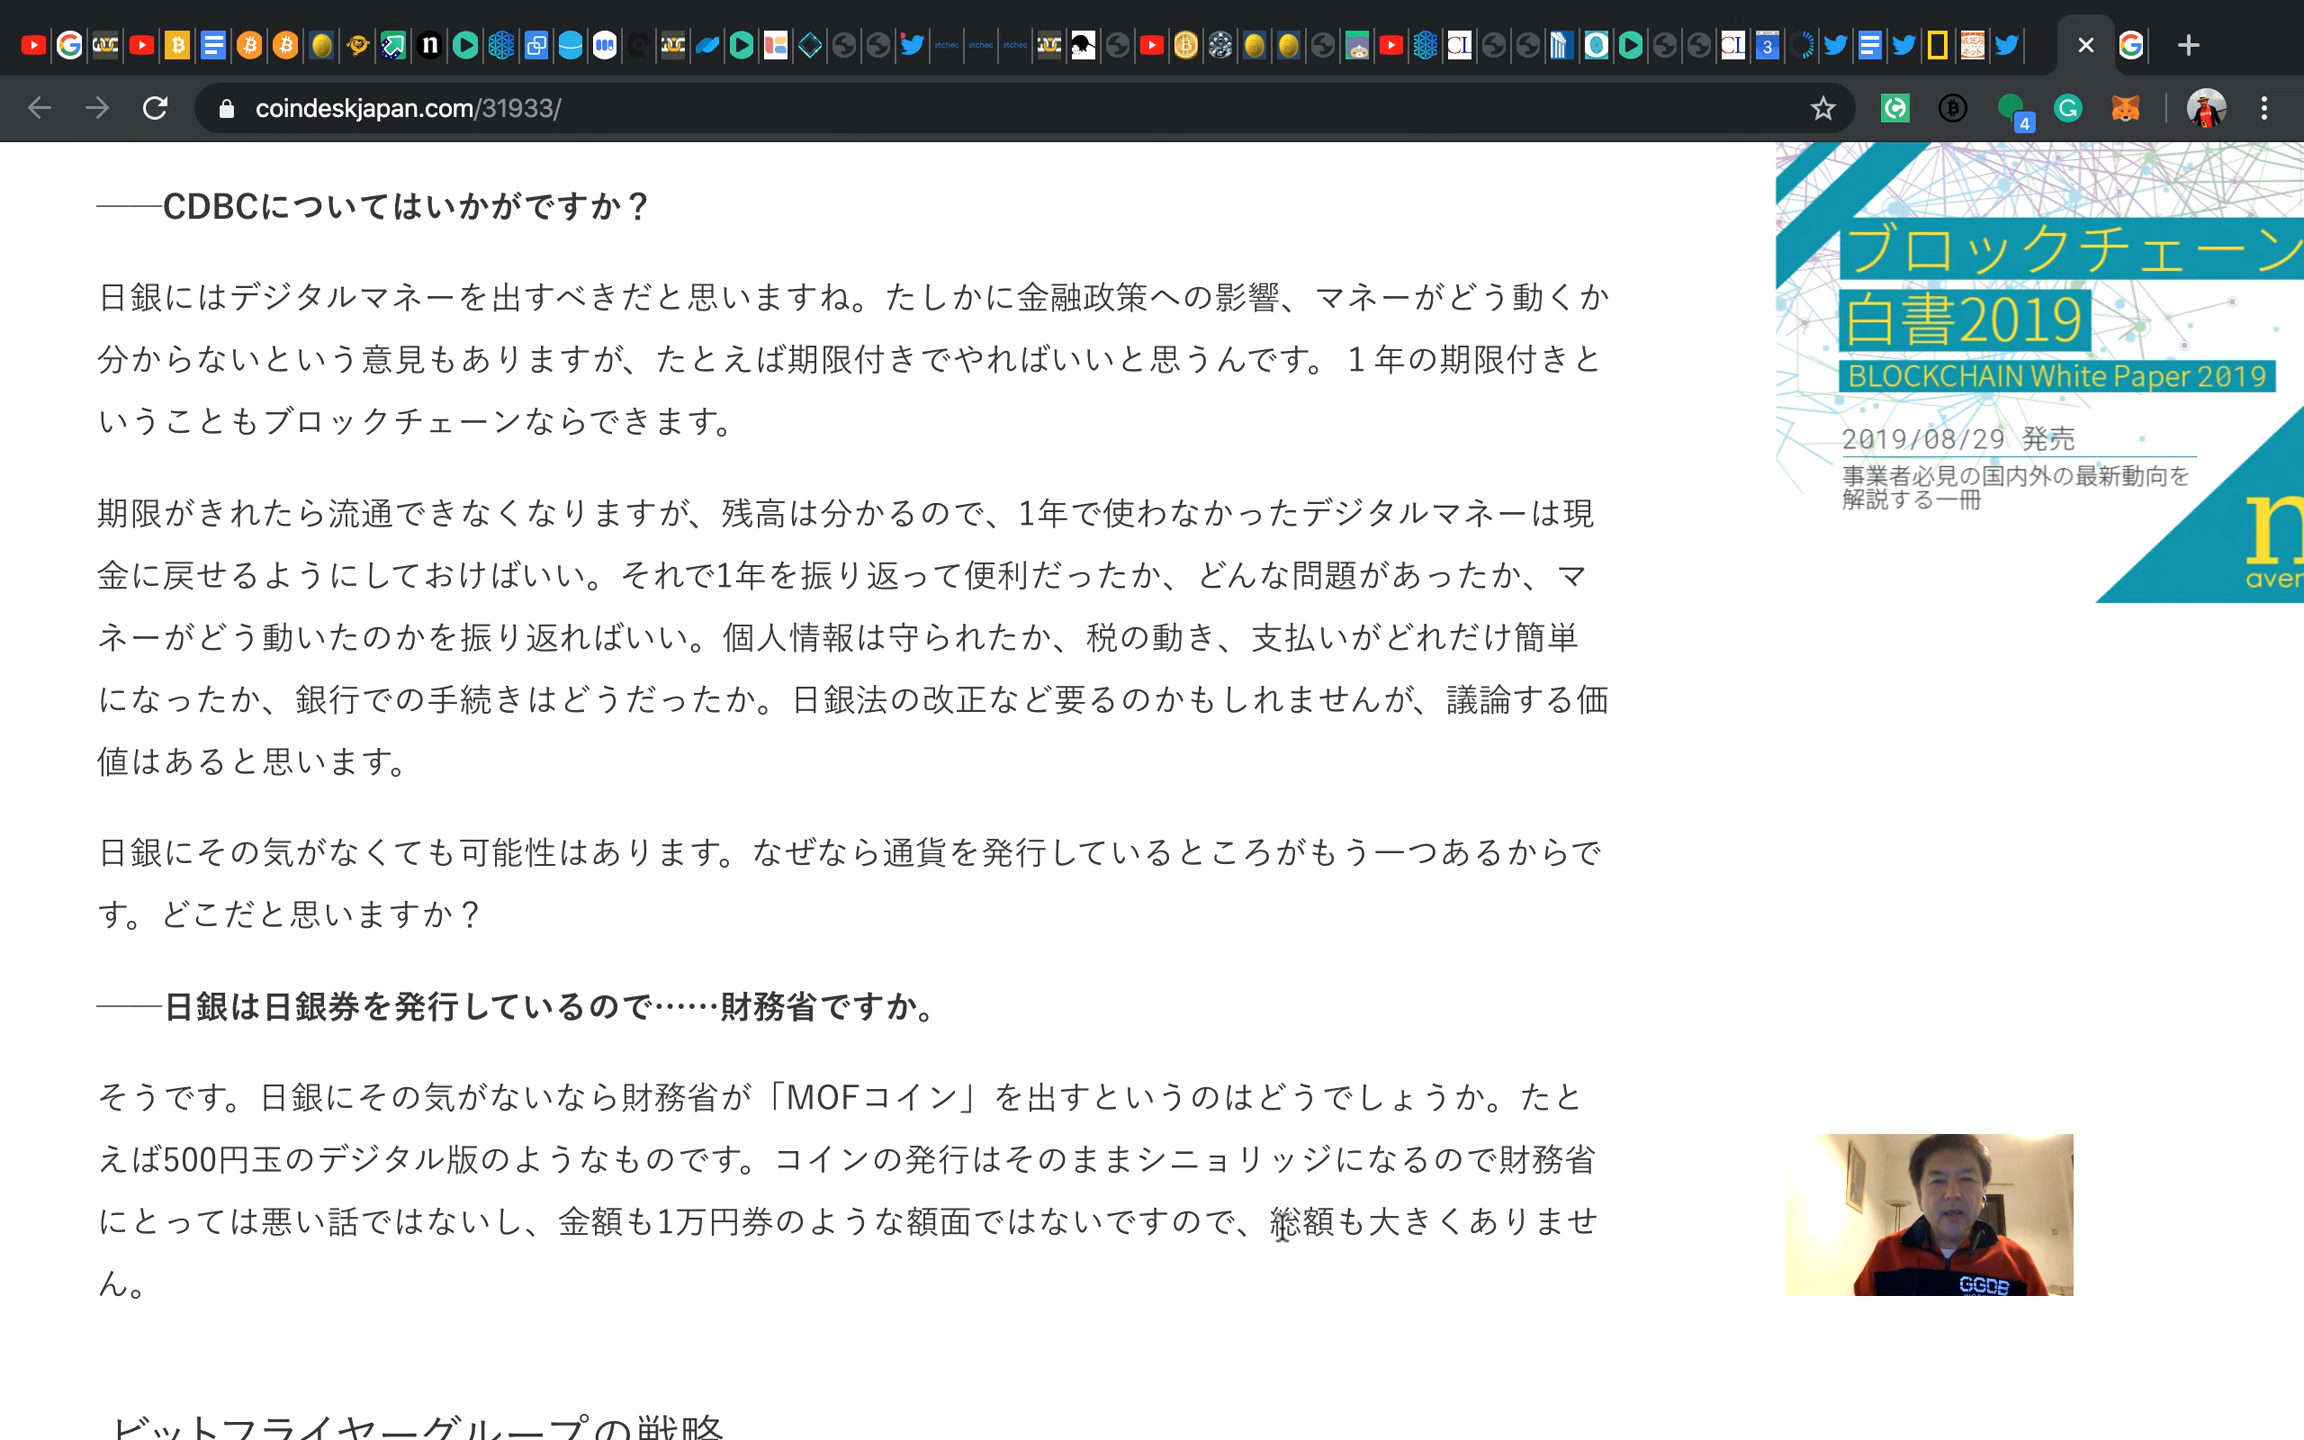 coindeskjapan.com/31933/
4
──CDBCについてはいかがですか？
日銀にはデジタルマネーを出すべきだと思いますね。たしかに金融政策への影響、マネーがどう動くか
分からないという意見もありますが、たとえば期限付きでやればいいと思うんです。１年の期限付きと
いうこともブロックチェーンならできます。
期限がきれたら流通できなくなりますが、残高は分かるので、1年で使わなかったデジタルマネーは現
金に戻せるようにしておけばいい。それで1年を振り返って便利だったか、どんな問題があったか、マ
ネーがどう動いたのかを振り返ればいい。個人情報は守られたか、税の動き、支払いがどれだけ簡単
になったか、銀行での手続きはどうだったか。日銀法の改正など要るのかもしれませんが、議論する価
値はあると思います。
日銀にその気がなくても可能性はあります。なぜなら通貨を発行しているところがもう一つあるからで
す。どこだと思いますか？
──日銀は日銀券を発行しているので……財務省ですか。
そうです。日銀にその気がないなら財務省が「MOFコイン」を出すというのはどうでしょうか。たと
えば500円玉のデジタル版のようなものです。コインの発行はそのままシニョリッジになるので財務省
にとっては悪い話ではないし、金額も1万円券のような額面ではないですので、総額も大きくありませ
ん。
ビットフライヤーグループの戦略
ブロックチェーン
白書2019
BLOCKCHAIN White Paper 2019
2019/08/29 発売
事業者必見の国内外の最新動向を
解説する一冊
n
aver
GGDB